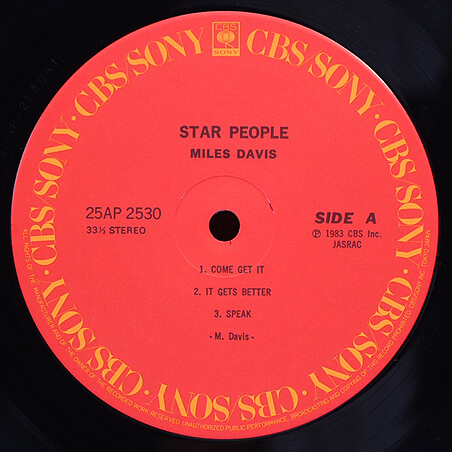 CBS
SONY
CBS/SONY · CBS/SONY · CBS/SONY · CBS/SONY · CBS/SONY · CBS/SONY
STAR PEOPLE
MILES DAVIS
25AP 2530
33⅓ STEREO
SIDE A
Ⓟ 1983 CBS Inc.
JASRAC
1. COME GET IT
2. IT GETS BETTER
3. SPEAK
- M. Davis -
ALL RIGHTS OF THE MANUFACTURER AND OF THE OWNER OF THE RECORDED WORK RESERVED. UNAUTHORIZED PUBLIC PERFORMANCE, BROADCASTING AND COPYING OF THIS RECORD PROHIBITED. CBS/SONY INC. TOKYO JAPAN